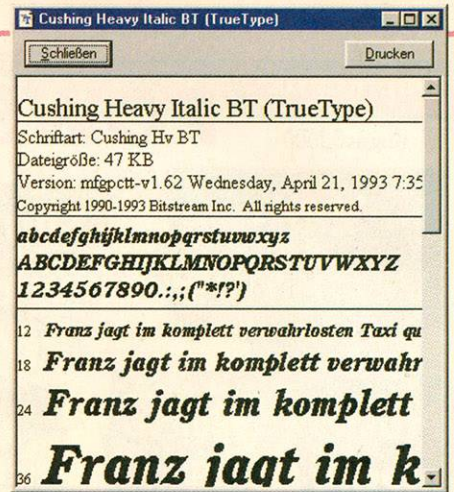 Cushing Heavy Italic BT (TrueType)
Schließen
Drucken
Cushing Heavy Italic BT (TrueType)
Schriftart: Cushing Hv BT
Dateigröße: 47 KB
Version: mfgpctt-v1.62 Wednesday, April 21, 1993 7:35
Copyright 1990-1993 Bitstream Inc. All rights reserved.
abcdefghijklmnopqrstuvwxyz
ABCDEFGHIJKLMNOPQRSTUVWXYZ
1234567890.:,;("*!?')
12 Franz jagt im komplett verwahrlosten Taxi qu
18 Franz jagt im komplett verwahr
24 Franz jagt im komplett
36 Franz jagt im k